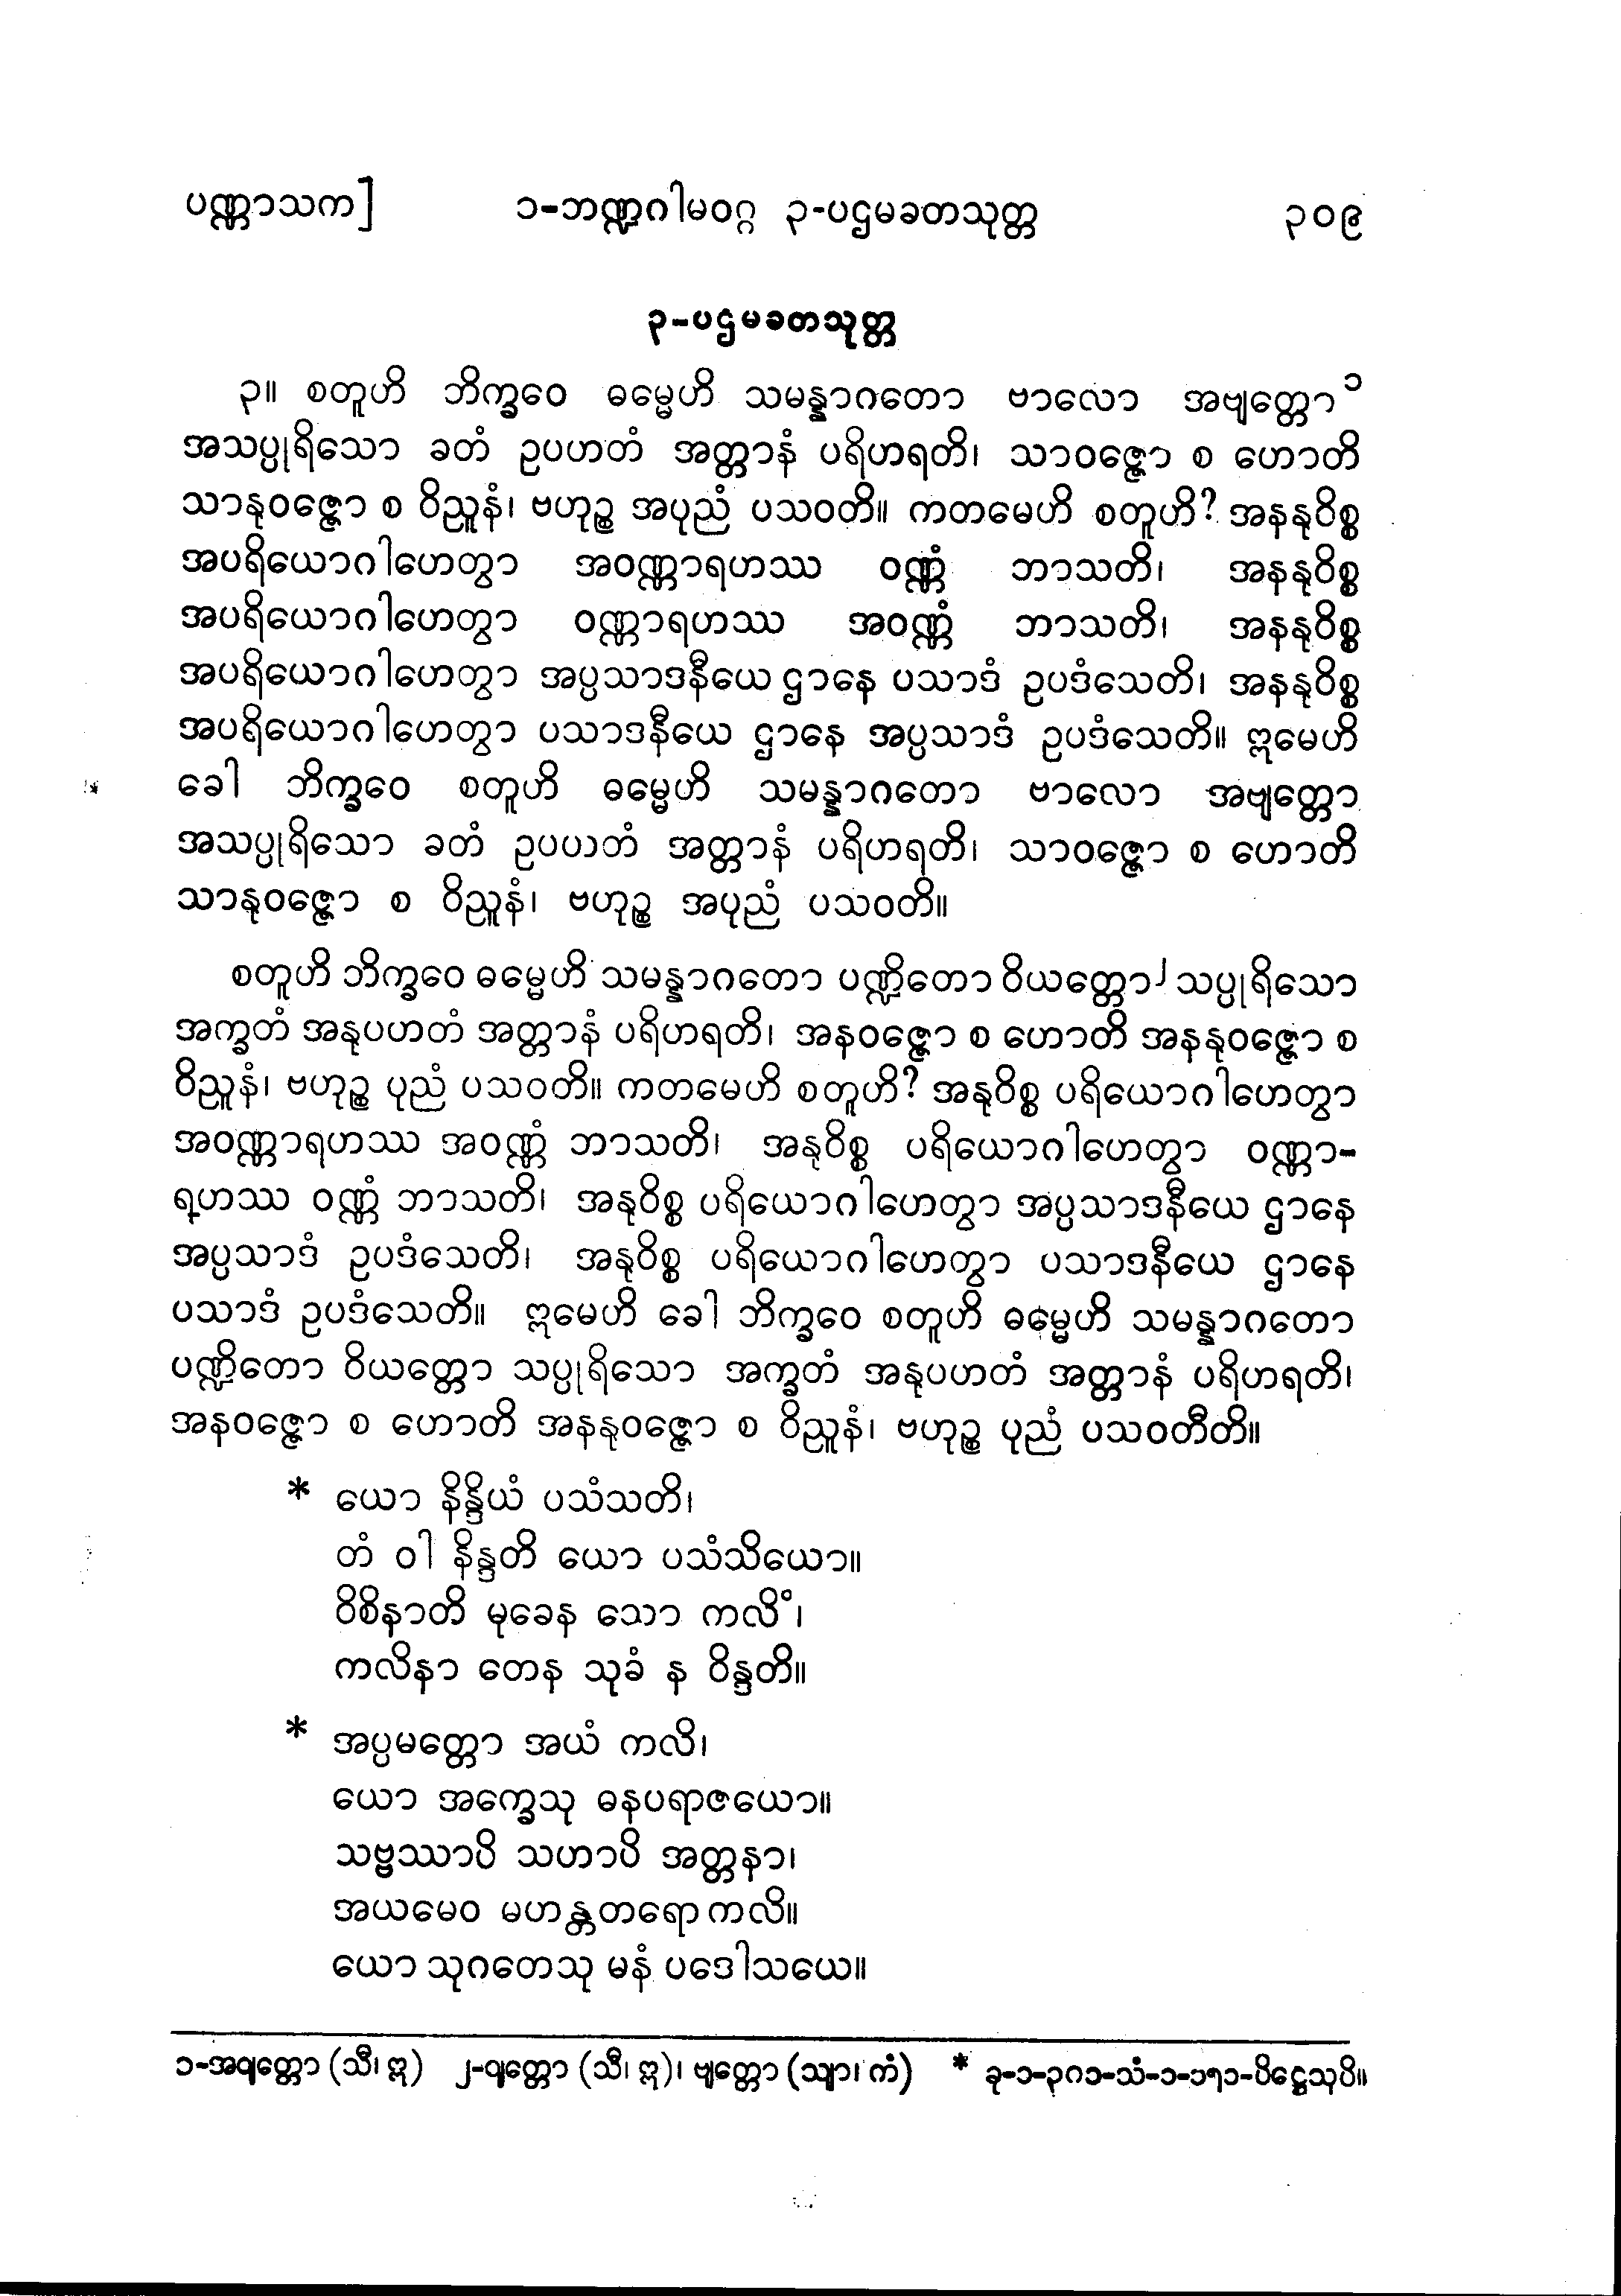 ပဏ္ဏာသက]
၁-ဘဏ္ဍဂါမဝဂ္ဂ ၃-ပဌမခတသုတ္တ
၃၀၉
၃-ပဌမခတသုတ္တ
၃။ စတူဟိ ဘိက္ခဝေ ဓမ္မေဟိ သမန္နာဂတော ဗာလော အဗျတ္တော၁
အသပ္ပုရိသော ခတံ ဥပဟတံ အတ္တာနံ ပရိဟရတိ၊ သာဝဇ္ဇော စ ဟောတိ
သာနုဝဇ္ဇော စ ဝိညူနံ၊ ဗဟုဉ္စ အပုညံ ပသဝတိ။ ကတမေဟိ စတူဟိ? အနနုဝိစ္စ
အပရိယောဂါဟေတွာ အဝဏ္ဏာရဟဿ ဝဏ္ဏံ ဘာသတိ၊ အနနုဝိစ္စ
အပရိယောဂါဟေတွာ ဝဏ္ဏာရဟဿ အဝဏ္ဏံ ဘာသတိ၊ အနနုဝိစ္စ
အပရိယောဂါဟေတွာ အပ္ပသာဒနီယေ ဌာနေ ပသာဒံ ဥပဒံသေတိ၊ အနနုဝိစ္စ
အပရိယောဂါဟေတွာ ပသာဒနီယေ ဌာနေ အပ္ပသာဒံ ဥပဒံသေတိ။ ဣမေဟိ
ခေါ ဘိက္ခဝေ စတူဟိ ဓမ္မေဟိ သမန္နာဂတော ဗာလော အဗျတ္တော
အသပ္ပုရိသော ခတံ ဥပဟတံ အတ္တာနံ ပရိဟရတိ၊ သာဝဇ္ဇော စ ဟောတိ
သာနုဝဇ္ဇော စ ဝိညူနံ၊ ဗဟုဉ္စ အပုညံ ပသဝတိ။
စတူဟိ ဘိက္ခဝေ ဓမ္မေဟိ သမန္နာဂတော ပဏ္ဍိတော ဝိယတ္တော၂ သပ္ပုရိသော
အက္ခတံ အနုပဟတံ အတ္တာနံ ပရိဟရတိ၊ အနဝဇ္ဇော စ ဟောတိ အနနုဝဇ္ဇော စ
ဝိညူနံ၊ ဗဟုဉ္စ ပုညံ ပသဝတိ။ ကတမေဟိ စတူဟိ? အနုဝိစ္စ ပရိယောဂါဟေတွာ
အဝဏ္ဏာရဟဿ အဝဏ္ဏံ ဘာသတိ၊ အနုဝိစ္စ ပရိယောဂါဟေတွာ ဝဏ္ဏာ-
ရဟဿ ဝဏ္ဏံ ဘာသတိ၊ အနုဝိစ္စ ပရိယောဂါဟေတွာ အပ္ပသာဒနီယေ ဌာနေ
အပ္ပသာဒံ ဥပဒံသေတိ၊ အနုဝိစ္စ ပရိယောဂါဟေတွာ ပသာဒနီယေ ဌာနေ
ပသာဒံ ဥပဒံသေတိ။ ဣမေဟိ ခေါ ဘိက္ခဝေ စတူဟိ ဓမ္မေဟိ သမန္နာဂတော
ပဏ္ဍိတော ဝိယတ္တော သပ္ပုရိသော အက္ခတံ အနုပဟတံ အတ္တာနံ ပရိဟရတိ၊
အနဝဇ္ဇော စ ဟောတိ အနနုဝဇ္ဇော စ ဝိညူနံ၊ ဗဟုဉ္စ ပုညံ ပသဝတီတိ။
* ယော နိန္ဒိယံ ပသံသတိ၊
တံ ဝါ နိန္ဒတိ ယော ပသံသိယော။
ဝိစိနာတိ မုခေန သော ကလိံ၊
ကလိနာ တေန သုခံ န ဝိန္ဒတိ။
* အပ္ပမတ္တော အယံ ကလိ၊
ယော အက္ခေသု ဓနပရာဇယော။
သဗ္ဗဿာပိ သဟာပိ အတ္တနာ၊
အယမေဝ မဟန္တတရော ကလိ။
ယော သုဂတေသု မနံ ပဒေါသယေ။
၁-အဝျတ္တော (သီ၊ ဣ) ၂-ဝျတ္တော (သီ၊ ဣ)၊ ဗျတ္တော (သျာ၊ ကံ) * ခု-၁-၃၈၁-သံ-၁-၁၅၁-ပိဋ္ဌေသုပိ။